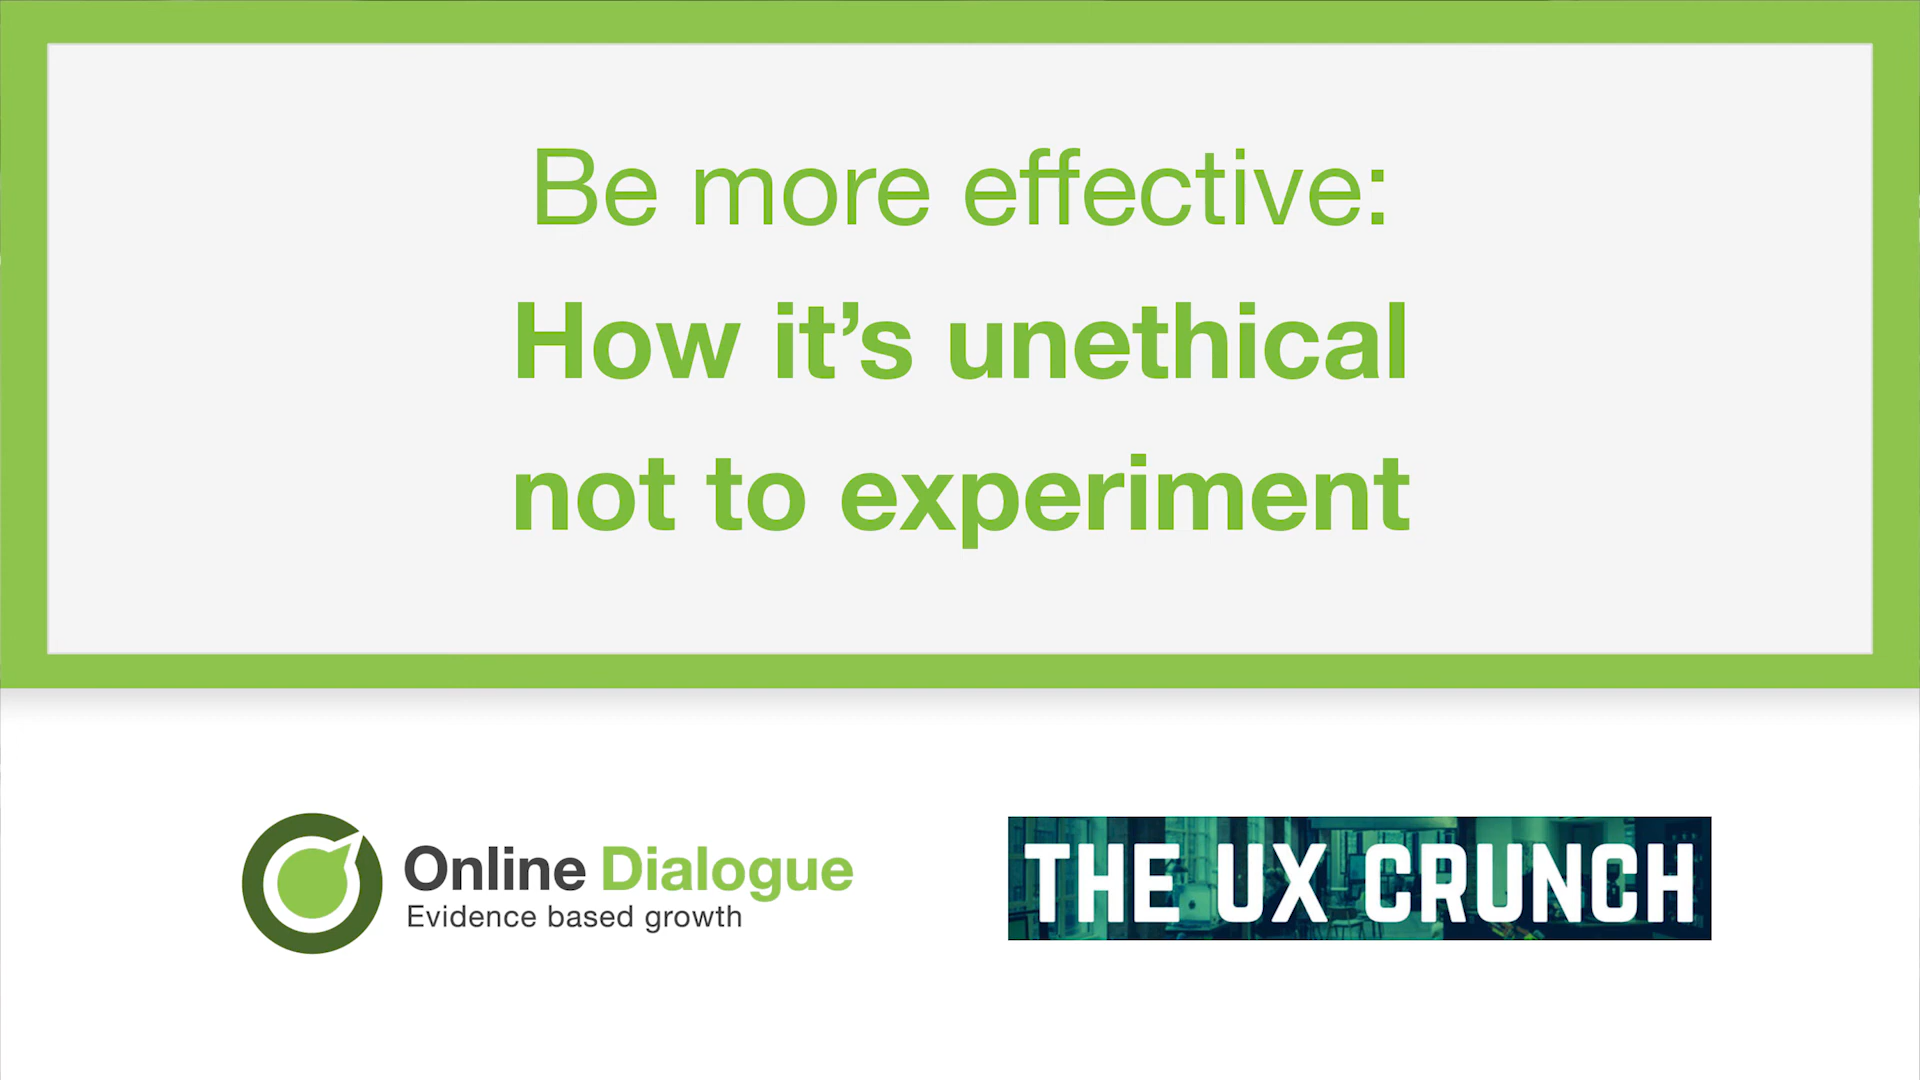 Be more effective:
How it’s unethical
not to experiment
Online Dialogue
Evidence based growth
THE UX CRUNCH